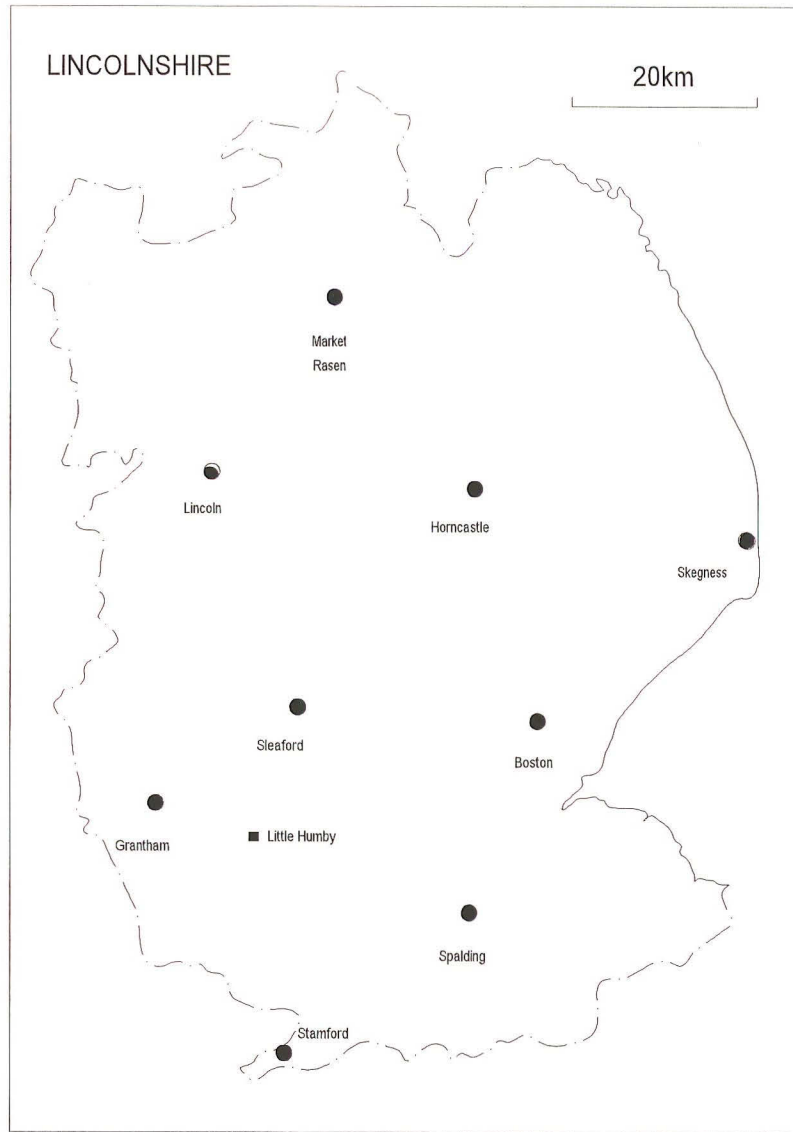 LINCOLNSHIRE
20km
Market
Rasen
Lincoln
Horncastle
Skegness
Sleaford
Boston
Grantham
Little Humby
Spalding
Stamford